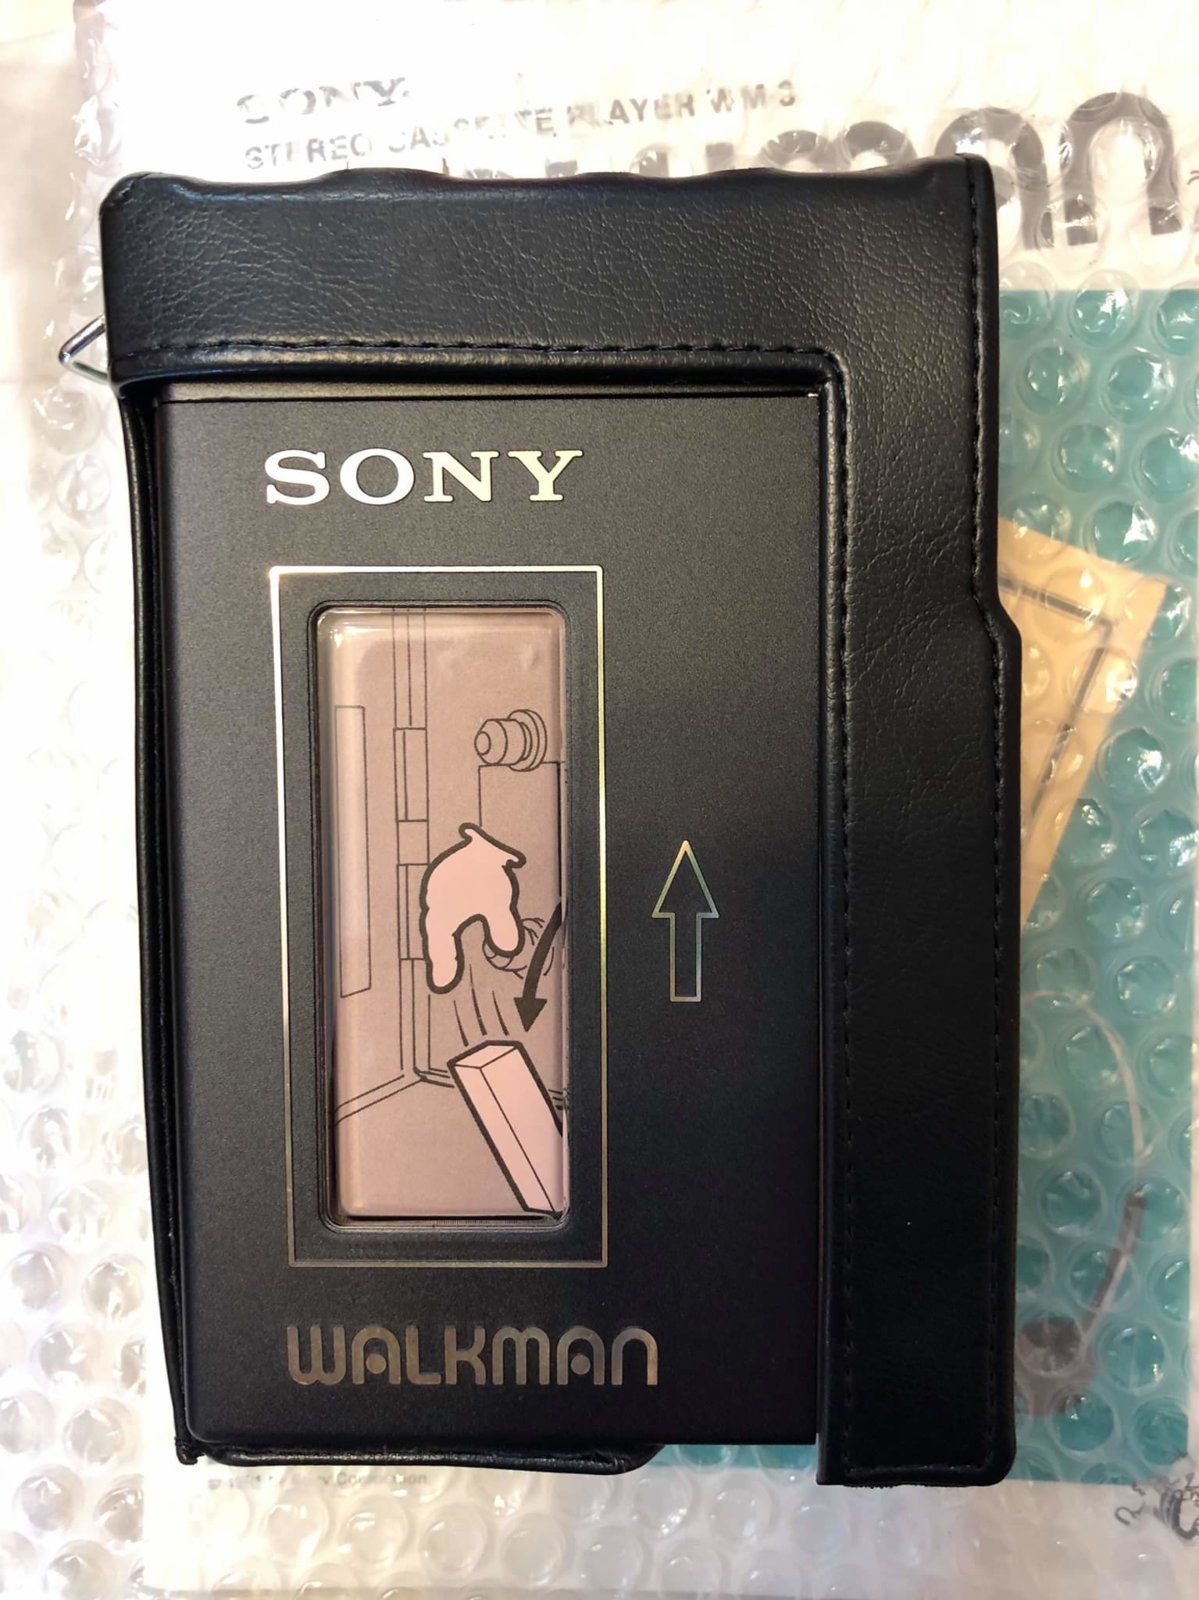 SONY
STEREO CASSETTE PLAYER WM-3
SONY
WALKMAN